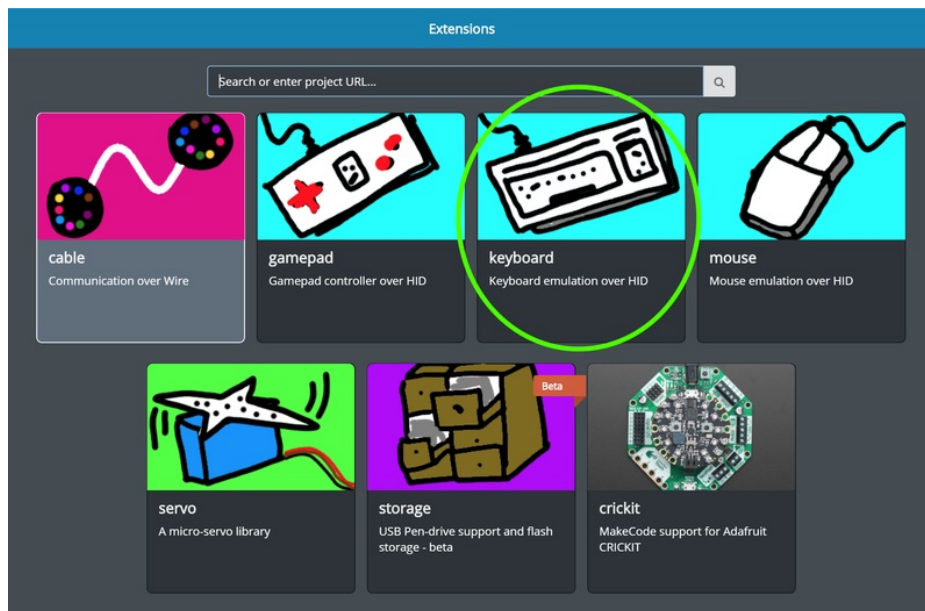 Extensions
Search or enter project URL...
cable
Communication over Wire
gamepad
Gamepad controller over HID
keyboard
Keyboard emulation over HID
mouse
Mouse emulation over HID
Beta
servo
A micro-servo library
storage
USB Pen-drive support and flash
storage - beta
crickit
MakeCode support for Adafruit
CRICKIT